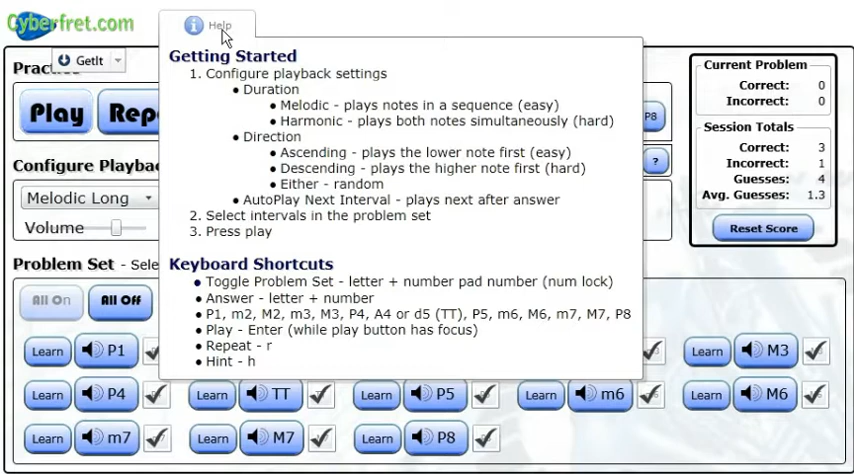 Cyberfret.com
Help
GetIt
Getting Started
1. Configure playback settings
Duration
Melodic - plays notes in a sequence (easy)
Harmonic - plays both notes simultaneously (hard)
Direction
Ascending - plays the lower note first (easy)
Descending - plays the higher note first (hard)
Either - random
AutoPlay Next Interval - plays next after answer
2. Select intervals in the problem set
3. Press play
Keyboard Shortcuts
Toggle Problem Set - letter + number pad number (num lock)
Answer - letter + number
P1, m2, M2, m3, M3, P4, A4 or d5 (TT), P5, m6, M6, m7, M7, P8
Play - Enter (while play button has focus)
Repeat - r
Hint - h
Play
P8
?
Configure
Melodic Long
Volume
Current Problem
Correct: 0
Incorrect: 0
Session Totals
Correct: 3
Incorrect: 1
Guesses: 4
Avg. Guesses: 1.3
Reset Score
Problem Set -
All On All Off
Learn P1 Learn M3
Learn P4 Learn TT Learn P5 Learn m6 Learn M6
Learn m7 Learn M7 Learn P8